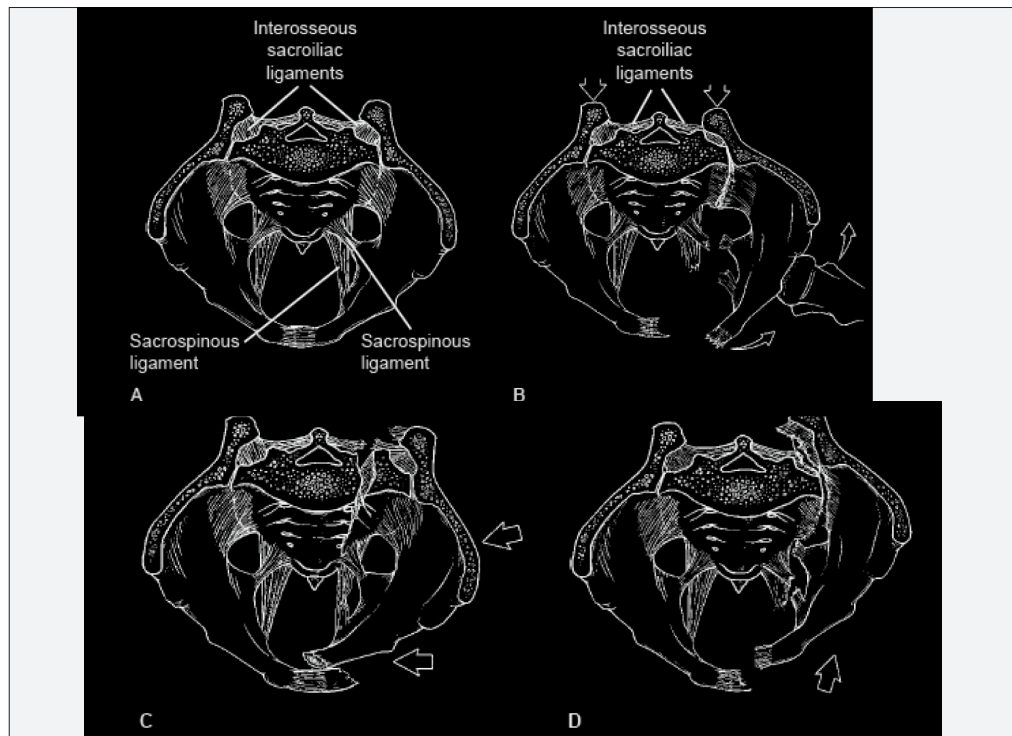 Interosseous
sacroiliac
ligaments
Interosseous
sacroiliac
ligaments
Sacrospinous
ligament
Sacrospinous
ligament
A
B
C
D